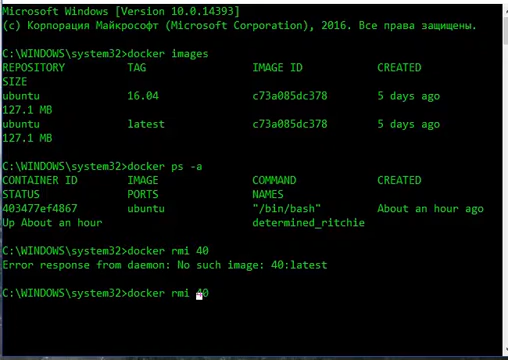 Microsoft Windows [Version 10.0.14393]
(c) Корпорация Майкрософт (Microsoft Corporation), 2016. Все права защищены.
C:\WINDOWS\system32>docker images
REPOSITORY TAG IMAGE ID CREATED
SIZE
ubuntu 16.04 c73a085dc378 5 days ago
127.1 MB
ubuntu latest c73a085dc378 5 days ago
127.1 MB
C:\WINDOWS\system32>docker ps -a
CONTAINER ID IMAGE COMMAND CREATED
STATUS PORTS NAMES
403477ef4867 ubuntu "/bin/bash" About an hour ago
Up About an hour determined_ritchie
C:\WINDOWS\system32>docker rmi 40
Error response from daemon: No such image: 40:latest
C:\WINDOWS\system32>docker rmi 40